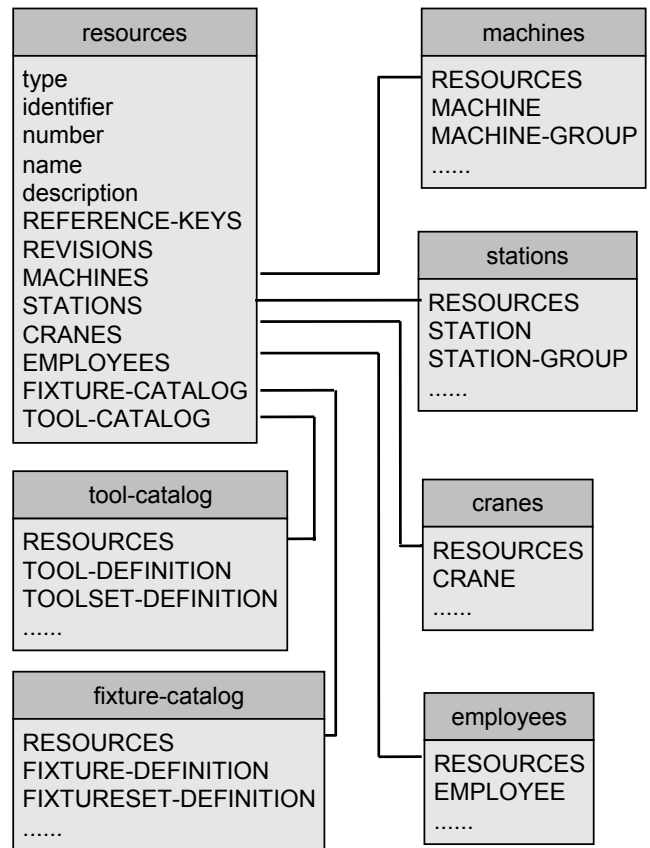 resources
type
identifier
number
name
description
REFERENCE-KEYS
REVISIONS
MACHINES
STATIONS
CRANES
EMPLOYEES
FIXTURE-CATALOG
TOOL-CATALOG
machines
RESOURCES
MACHINE
MACHINE-GROUP
......
stations
RESOURCES
STATION
STATION-GROUP
......
tool-catalog
RESOURCES
TOOL-DEFINITION
TOOLSET-DEFINITION
......
cranes
RESOURCES
CRANE
......
fixture-catalog
RESOURCES
FIXTURE-DEFINITION
FIXTURESET-DEFINITION
......
employees
RESOURCES
EMPLOYEE
......